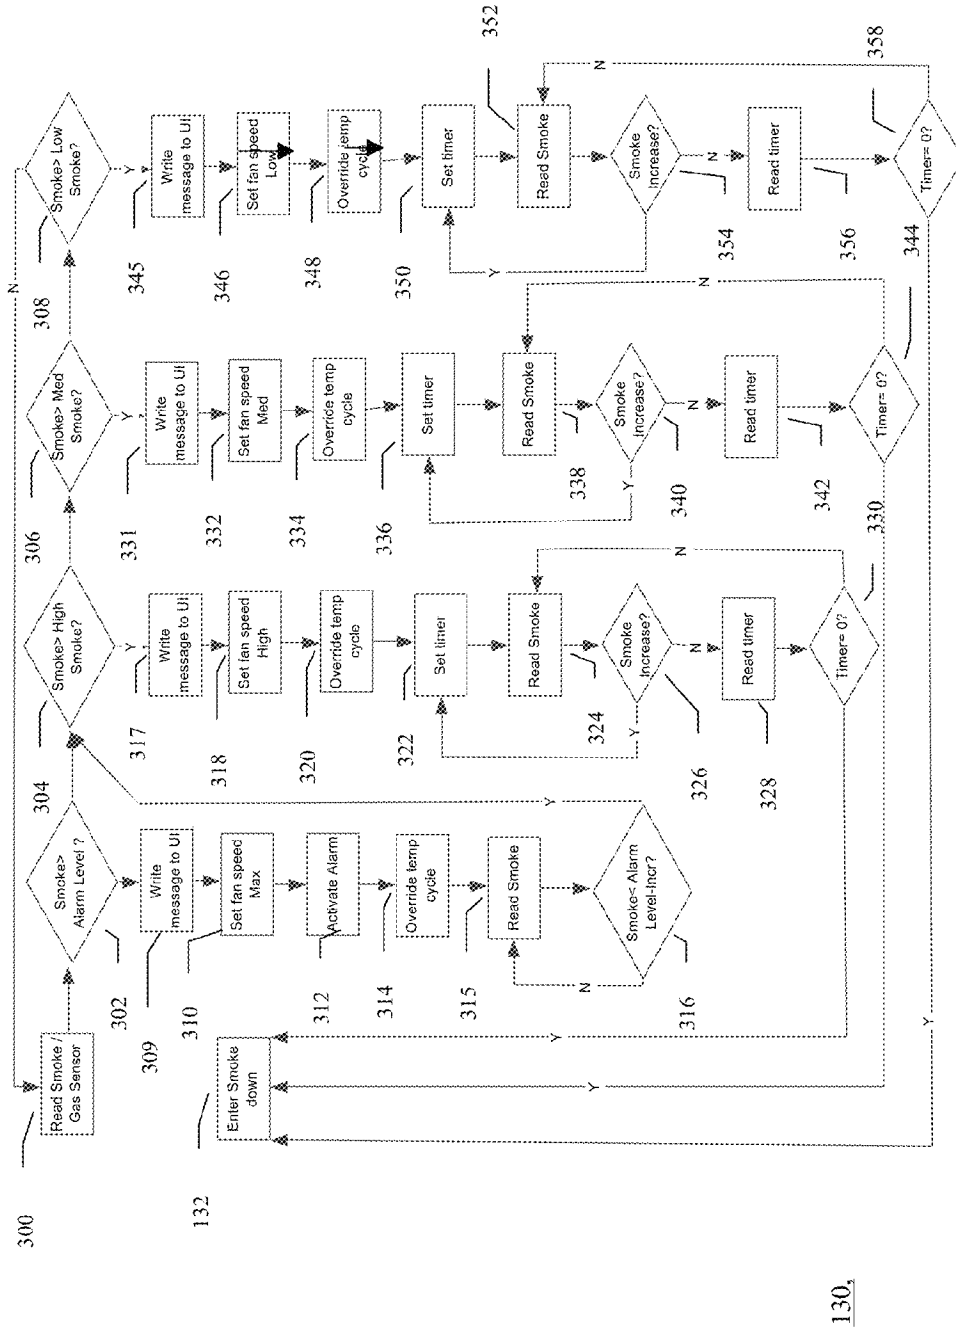 Read Smoke /
Gas Sensor
300
Smoke>
Alarm Level ?
302
Write
message to UI
309
Set fan speed
Max
310
Activate Alarm
312
Override temp
cycle
314
Read Smoke
315
Smoke< Alarm
Level-Incr?
316
N
Y
Enter Smoke
down
132
Smoke> High
Smoke?
304
Y
Write
message to UI
317
Set fan speed
High
318
Override temp
cycle
320
Set timer
322
Read Smoke
324
Smoke
Increase?
326
Y
N
Read timer
328
Timer= 0?
330
N
Y
Smoke> Med
Smoke?
306
Y
Write
message to UI
331
Set fan speed
Med
332
Override temp
cycle
334
Set timer
336
Read Smoke
338
Smoke
Increase?
340
Y
N
Read timer
342
Timer= 0?
344
N
Y
Smoke> Low
Smoke?
308
N
Y
Write
message to UI
345
Set fan speed
Low
346
Override temp
cycle
348
Set timer
350
Read Smoke
352
Smoke
Increase?
354
Y
N
Read timer
356
Timer= 0?
358
N
Y
130.